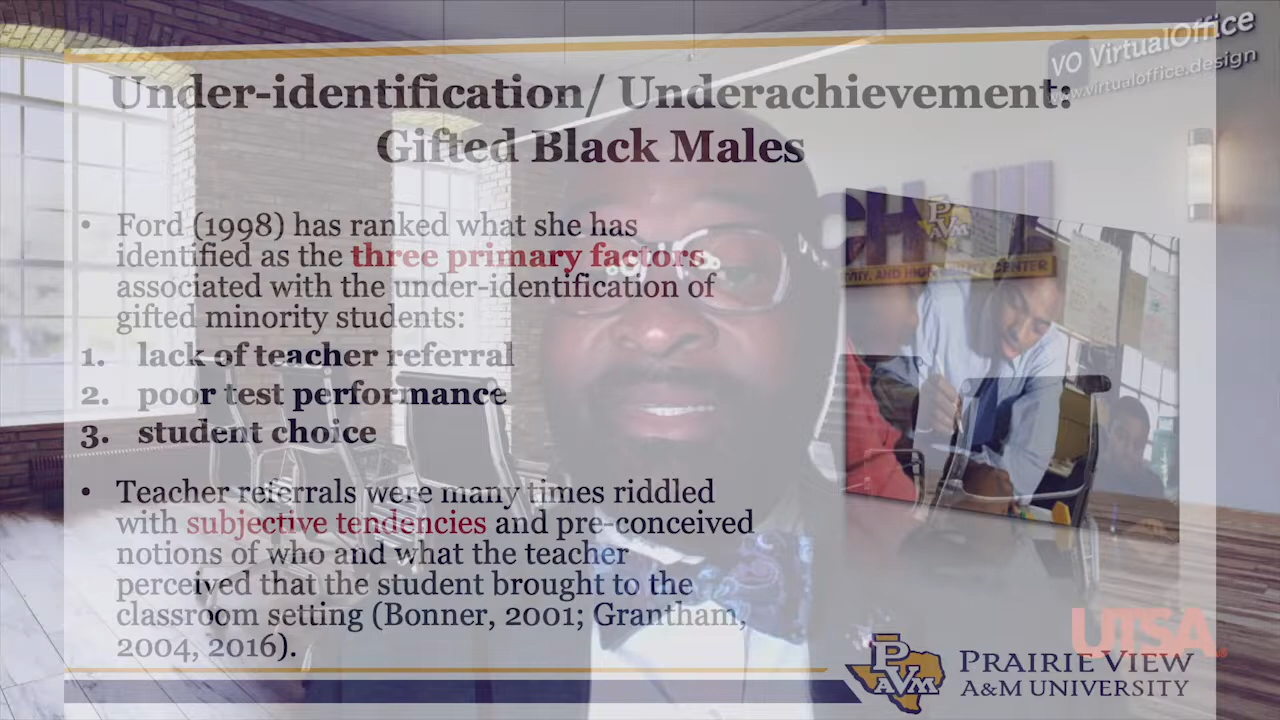 VO VirtualOffice
www.virtualoffice.design
Under-identification/ Underachievement:
Gifted Black Males
• Ford (1998) has ranked what she has
identified as the three primary factors
associated with the under-identification of
gifted minority students:
1. lack of teacher referral
2. poor test performance
3. student choice
• Teacher referrals were many times riddled
with subjective tendencies and pre-conceived
notions of who and what the teacher
perceived that the student brought to the
classroom setting (Bonner, 2001; Grantham,
2004, 2016).
PV
AMU
CENTER
UTSA
PV
AMU
PRAIRIE VIEW
A&M UNIVERSITY